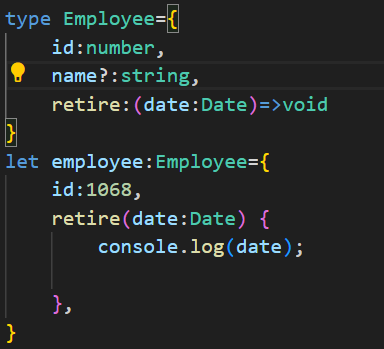 type Employee={
    id:number,
    name?:string,
    retire:(date:Date)=>void
}
let employee:Employee={
    id:1068,
    retire(date:Date) {
        console.log(date);
    },
}